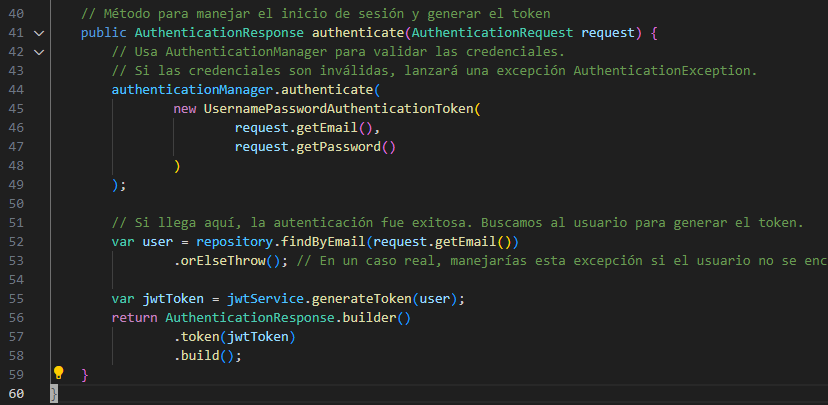 40 // Método para manejar el inicio de sesión y generar el token
41 public AuthenticationResponse authenticate(AuthenticationRequest request) {
42 // Usa AuthenticationManager para validar las credenciales.
43 // Si las credenciales son inválidas, lanzará una excepción AuthenticationException.
44 authenticationManager.authenticate(
45 new UsernamePasswordAuthenticationToken(
46 request.getEmail(),
47 request.getPassword()
48 )
49 );
50
51 // Si llega aquí, la autenticación fue exitosa. Buscamos al usuario para generar el token.
52 var user = repository.findByEmail(request.getEmail())
53 .orElseThrow(); // En un caso real, manejarías esta excepción si el usuario no se enc
54
55 var jwtToken = jwtService.generateToken(user);
56 return AuthenticationResponse.builder()
57 .token(jwtToken)
58 .build();
59 }
60 }